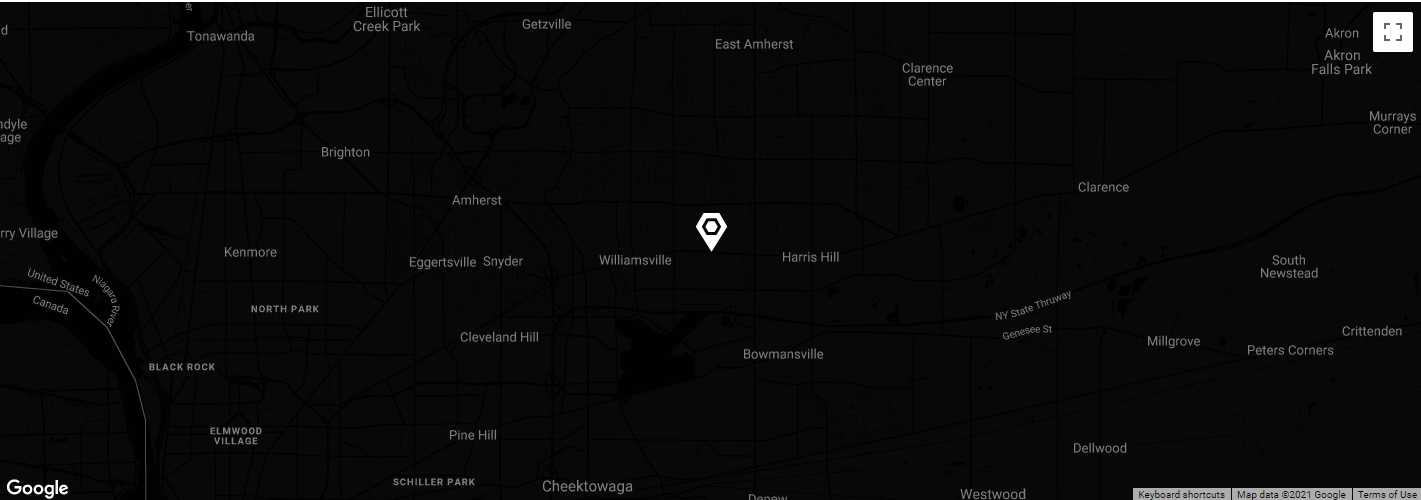 Ellicott
Creek Park
Getzville
Tonawanda
East Amherst
Akron
Akron
Falls Park
Clarence
Center
Murrays
Corner
Brighton
Clarence
Amherst
Kenmore
Eggertsville
Snyder
Williamsville
Harris Hill
South
Newstead
United States
Canada
Niagara River
NORTH PARK
NY State Thruway
Genesee St
Cleveland Hill
Crittenden
Millgrove
Peters Corners
Bowmansville
BLACK ROCK
ELMWOOD
VILLAGE
Pine Hill
Dellwood
SCHILLER PARK
Cheektowaga
Westwood
Google
Keyboard shortcuts
Map data ©2021 Google
Terms of Use